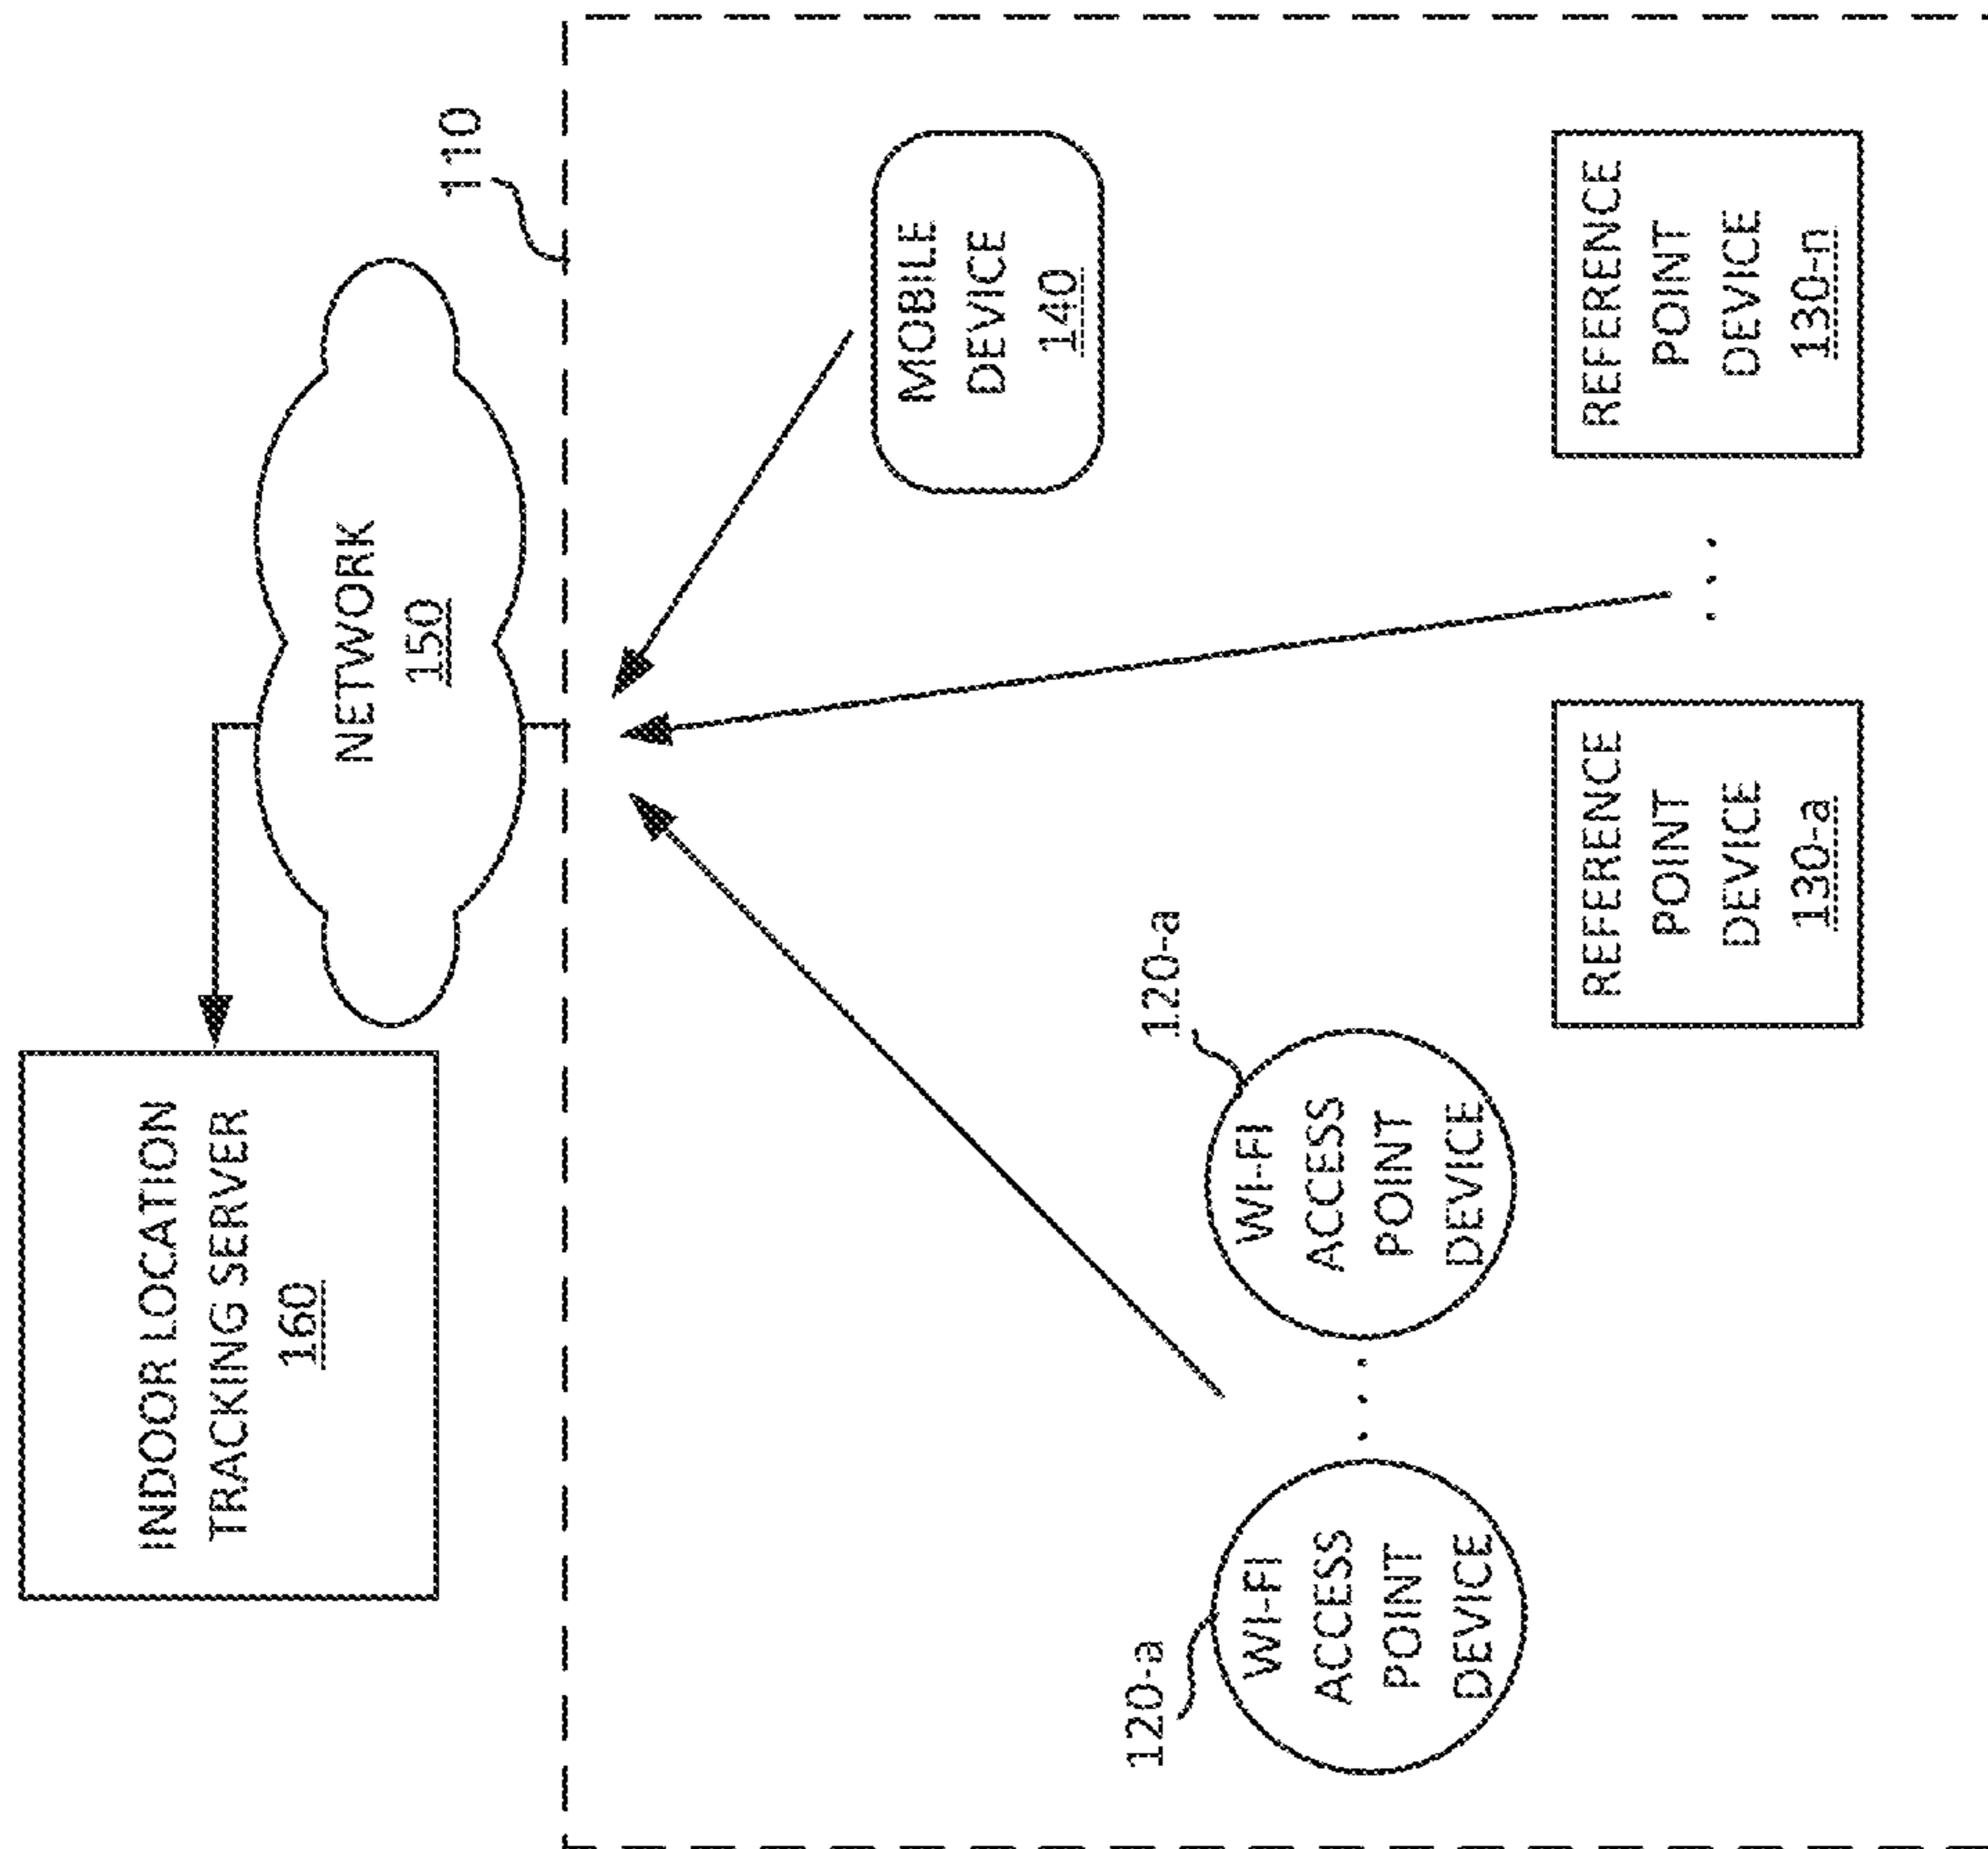 INDOOR LOCATION
TRACKING SERVER
160
NETWORK
150
110
MOBILE
DEVICE
140
120-a
WI-FI
ACCESS
POINT
DEVICE
120-a
WI-FI
ACCESS
POINT
DEVICE
REFERENCE
POINT
DEVICE
130-a
REFERENCE
POINT
DEVICE
130-n